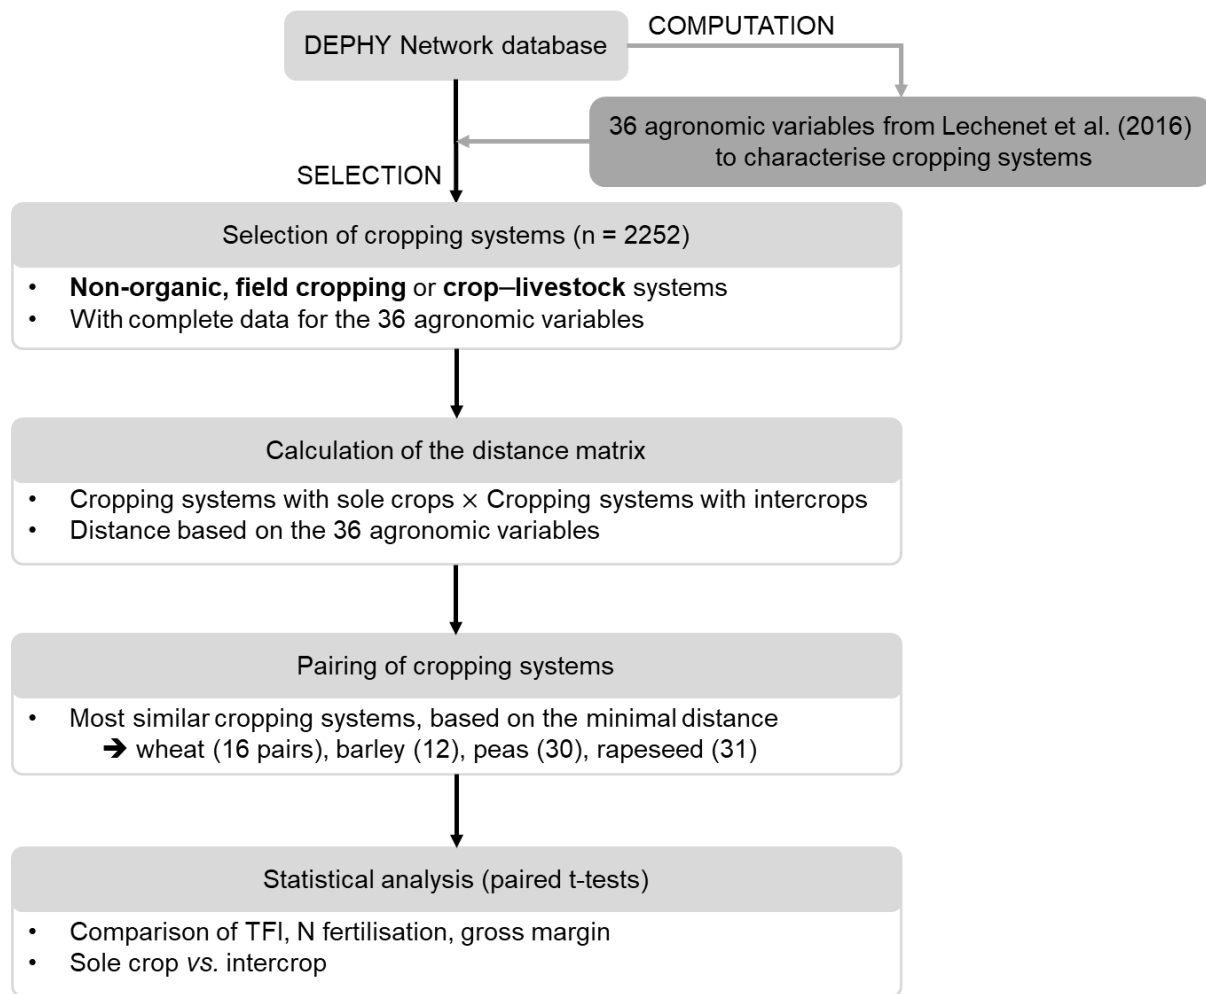 DEPHY Network database
COMPUTATION
36 agronomic variables from Lechenet et al. (2016)
to characterise cropping systems
SELECTION
Selection of cropping systems (n = 2252)
• Non-organic, field cropping or crop–livestock systems
• With complete data for the 36 agronomic variables
Calculation of the distance matrix
• Cropping systems with sole crops × Cropping systems with intercrops
• Distance based on the 36 agronomic variables
Pairing of cropping systems
• Most similar cropping systems, based on the minimal distance
➔ wheat (16 pairs), barley (12), peas (30), rapeseed (31)
Statistical analysis (paired t-tests)
• Comparison of TFI, N fertilisation, gross margin
• Sole crop vs. intercrop